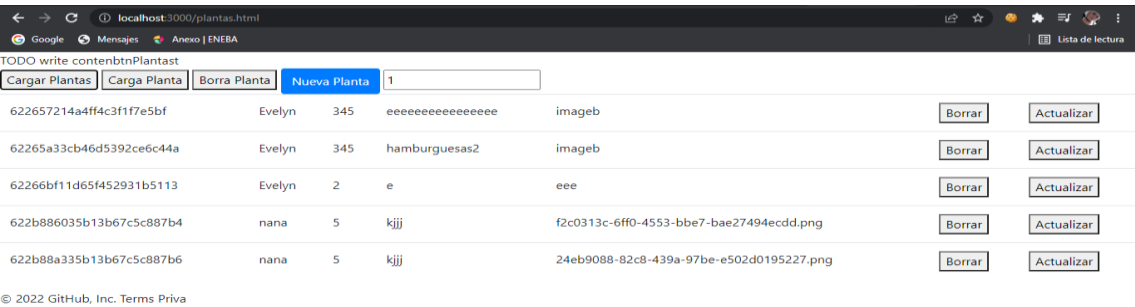 localhost:3000/plantas.html
Google Mensajes Anexo | ENEBA Lista de lectura
TODO write contenbtnPlantast
Cargar Plantas Carga Planta Borra Planta Nueva Planta 1
622657214a4ff4c3f1f7e5bf Evelyn 345 eeeeeeeeeeeeeeee imageb Borrar Actualizar
62265a33cb46d5392ce6c44a Evelyn 345 hamburguesas2 imageb Borrar Actualizar
62266bf11d65f452931b5113 Evelyn 2 e eee Borrar Actualizar
622b886035b13b67c5c887b4 nana 5 kjjj f2c0313c-6ff0-4553-bbe7-bae27494ecdd.png Borrar Actualizar
622b88a335b13b67c5c887b6 nana 5 kjjj 24eb9088-82c8-439a-97be-e502d0195227.png Borrar Actualizar
© 2022 GitHub, Inc. Terms Priva